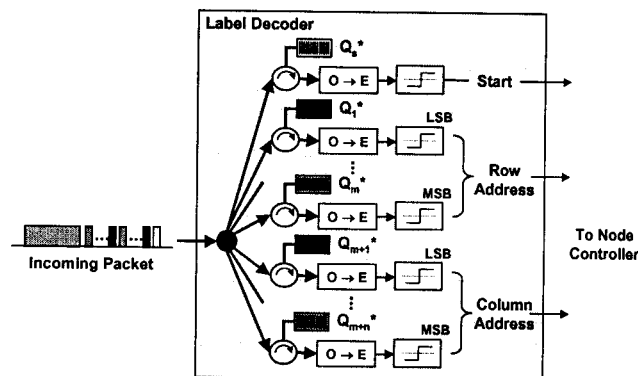 Label Decoder
Qs*
O → E
Start
Q1*
LSB
O → E
Row
Address
Qm*
MSB
O → E
Incoming Packet
Qm+1*
LSB
O → E
To Node
Controller
Column
Address
Qm+n*
MSB
O → E